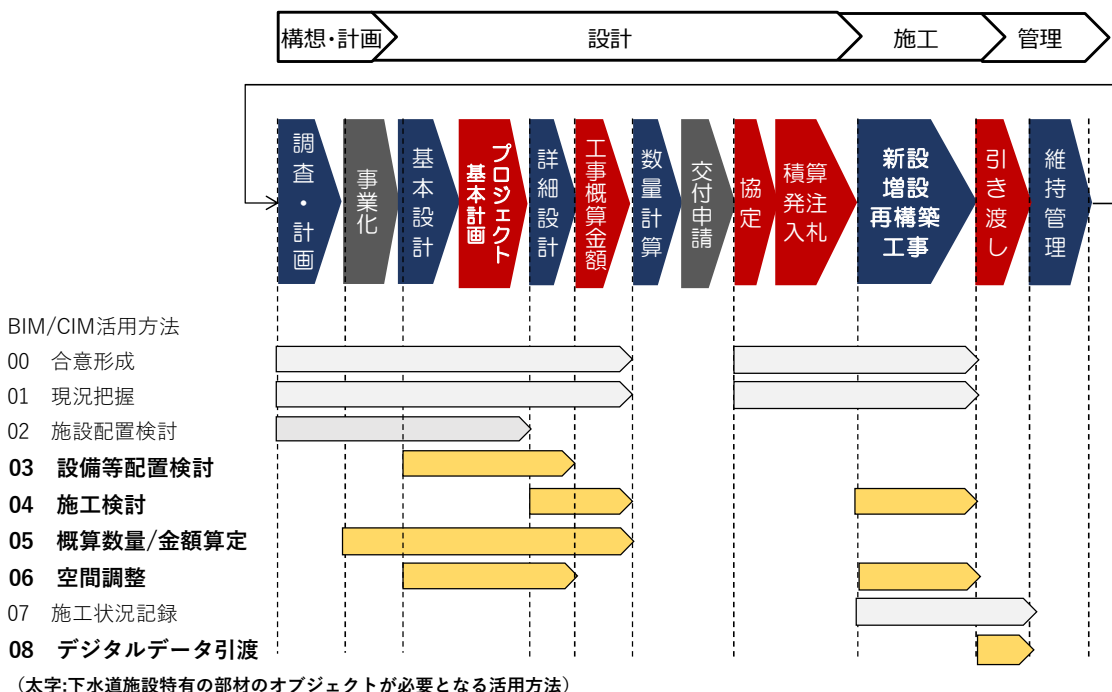 構想・計画
設計
施工
管理
調査・計画
事業化
基本設計
プロジェクト
基本計画
詳細設計
工事概算金額
数量計算
交付申請
協定
積算
発注
入札
新設
増設
再構築
工事
引き渡し
維持管理
BIM/CIM活用方法
00 合意形成
01 現況把握
02 施設配置検討
03 設備等配置検討
04 施工検討
05 概算数量/金額算定
06 空間調整
07 施工状況記録
08 デジタルデータ引渡
（太字:下水道施設特有の部材のオブジェクトが必要となる活用方法）